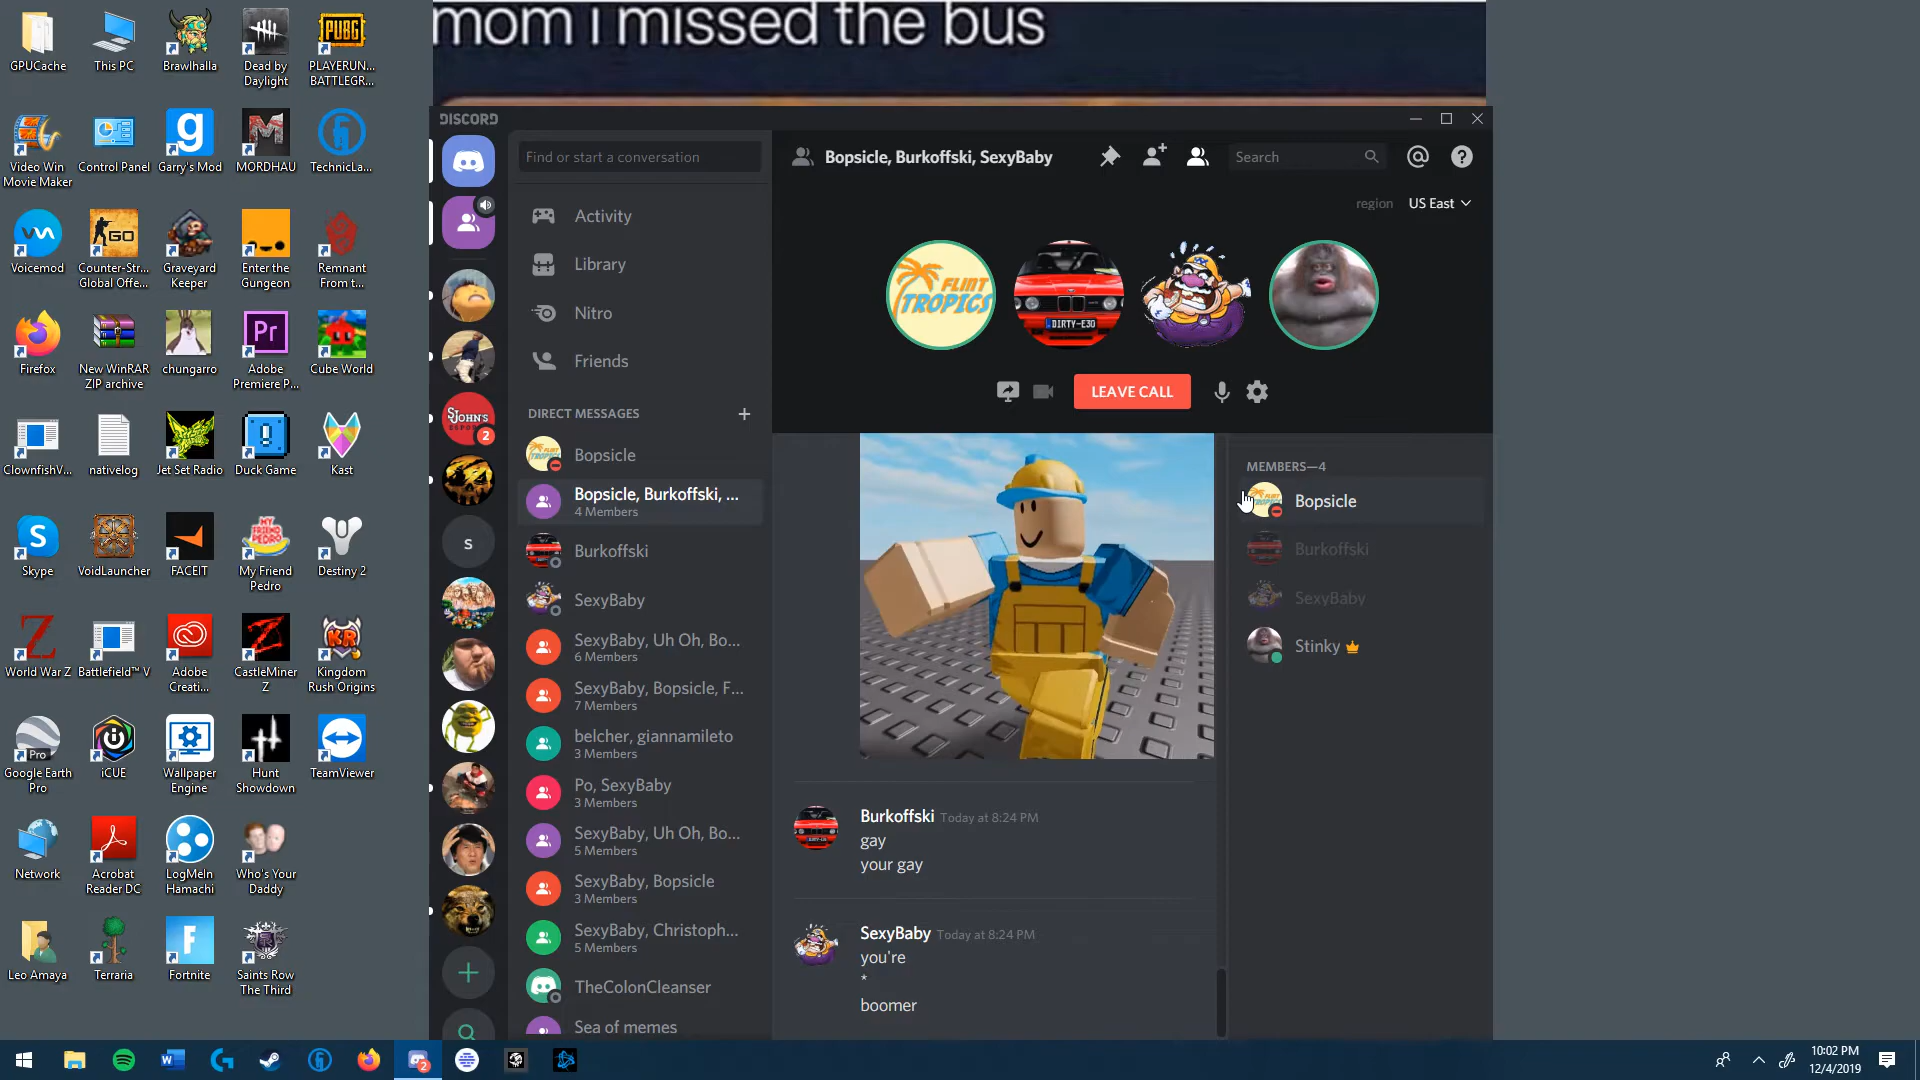 mom I missed the bus
GPUCache
This PC
Brawlhalla
Dead by
Daylight
PUBG
PLAYERUN...
BATTLEGR...
Video Win
Movie Maker
Control Panel
Garry's Mod
MORDHAU
TechnicLa...
Voicemod
GO
Counter-Str...
Global Offe...
Graveyard
Keeper
Enter the
Gungeon
Remnant
From t...
Firefox
New WinRAR
ZIP archive
chungarro
Pr
Adobe
Premiere P...
Cube World
ClownfishV...
nativelog
Jet Set Radio
Duck Game
Kast
Skype
VoidLauncher
FACEIT
My Friend
Pedro
Destiny 2
World War Z
Battlefield™ V
Adobe
Creati...
CastleMiner
Z
Kingdom
Rush Origins
Pro
Google Earth
Pro
iCUE
Wallpaper
Engine
Hunt
Showdown
TeamViewer
Network
Acrobat
Reader DC
LogMeIn
Hamachi
Who's Your
Daddy
Leo Amaya
Terraria
Fortnite
Saints Row
The Third
DISCORD
Find or start a conversation
Activity
Library
Nitro
Friends
DIRECT MESSAGES
Bopsicle
Bopsicle, Burkoffski, ...
4 Members
Burkoffski
SexyBaby
SexyBaby, Uh Oh, Bo...
6 Members
SexyBaby, Bopsicle, F...
7 Members
belcher, giannamileto
3 Members
Po, SexyBaby
3 Members
SexyBaby, Uh Oh, Bo...
5 Members
SexyBaby, Bopsicle
3 Members
SexyBaby, Christoph...
5 Members
TheColonCleanser
Sea of memes
S
2
Bopsicle, Burkoffski, SexyBaby
Search
region
US East
FLINT
TROPICS
DIRTY-E30
LEAVE CALL
MEMBERS—4
Bopsicle
Burkoffski
SexyBaby
Stinky
Burkoffski Today at 8:24 PM
gay
your gay
SexyBaby Today at 8:24 PM
you're
*
boomer
2
10:02 PM
12/4/2019